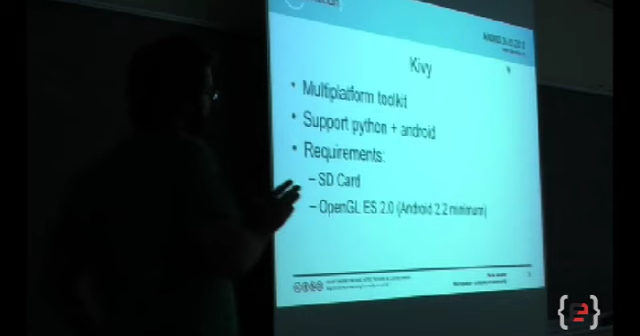 Kivy
• Multiplatform toolkit
• Support python + android
• Requirements:
– SD Card
– OpenGL ES 2.0 (Android 2.2 minimum)